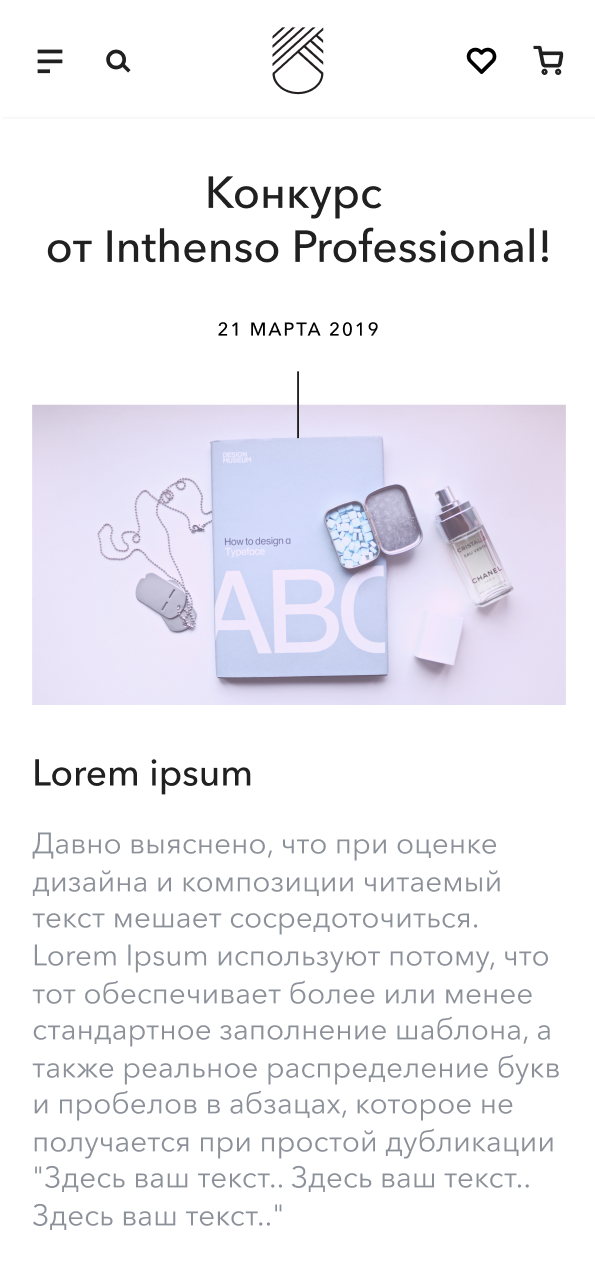 Конкурс
от Inthenso Professional!
21 МАРТА 2019
DESIGN
MUSEUM
How to design a
Typeface
ABC
CRISTALLE
EAU VERTE
CHANEL
Lorem ipsum
Давно выяснено, что при оценке
дизайна и композиции читаемый
текст мешает сосредоточиться.
Lorem Ipsum используют потому, что
тот обеспечивает более или менее
стандартное заполнение шаблона, а
также реальное распределение букв
и пробелов в абзацах, которое не
получается при простой дубликации
"Здесь ваш текст.. Здесь ваш текст..
Здесь ваш текст.."